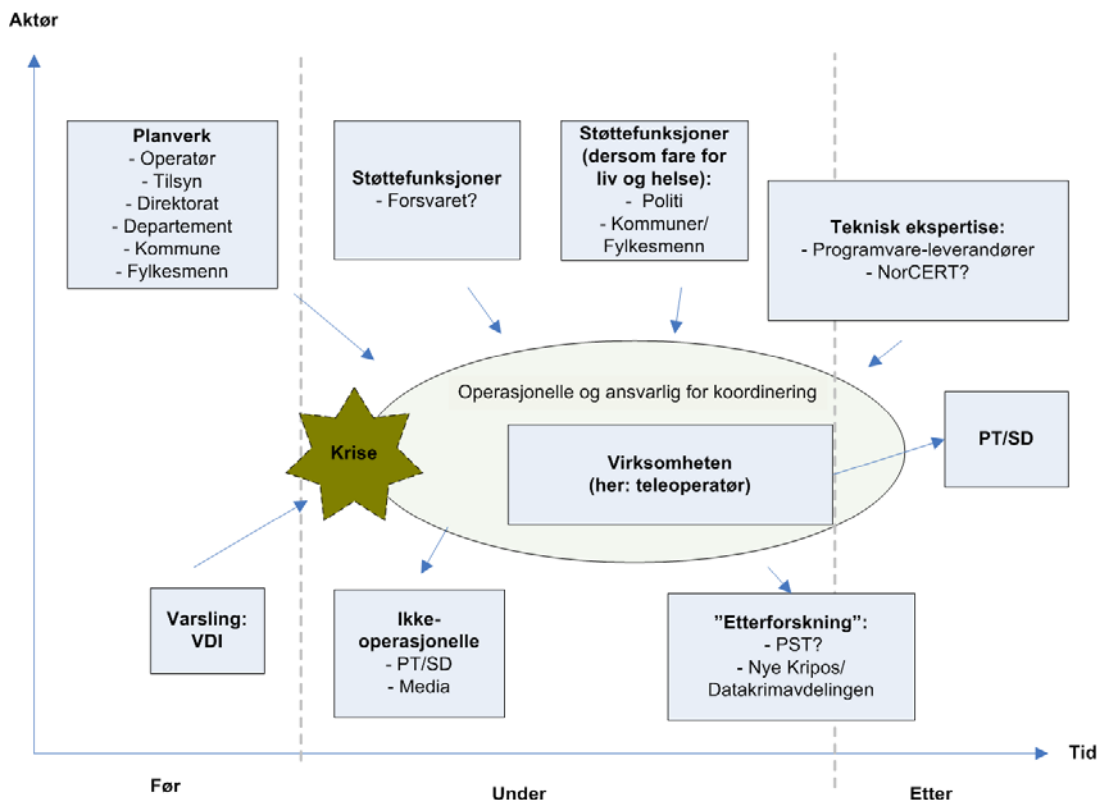 Aktør
Planverk
- Operatør
- Tilsyn
- Direktorat
- Departement
- Kommune
- Fylkesmenn
Støttefunksjoner
- Forsvaret?
Støttefunksjoner
(dersom fare for
liv og helse):
- Politi
- Kommuner/
Fylkesmenn
Teknisk ekspertise:
- Programvare-leverandører
- NorCERT?
Operasjonelle og ansvarlig for koordinering
Krise
Virksomheten
(her: teleoperatør)
PT/SD
Varsling:
VDI
Ikke-
operasjonelle
- PT/SD
- Media
”Etterforskning”:
- PST?
- Nye Kripos/
Datakrimavdelingen
Tid
Før
Under
Etter